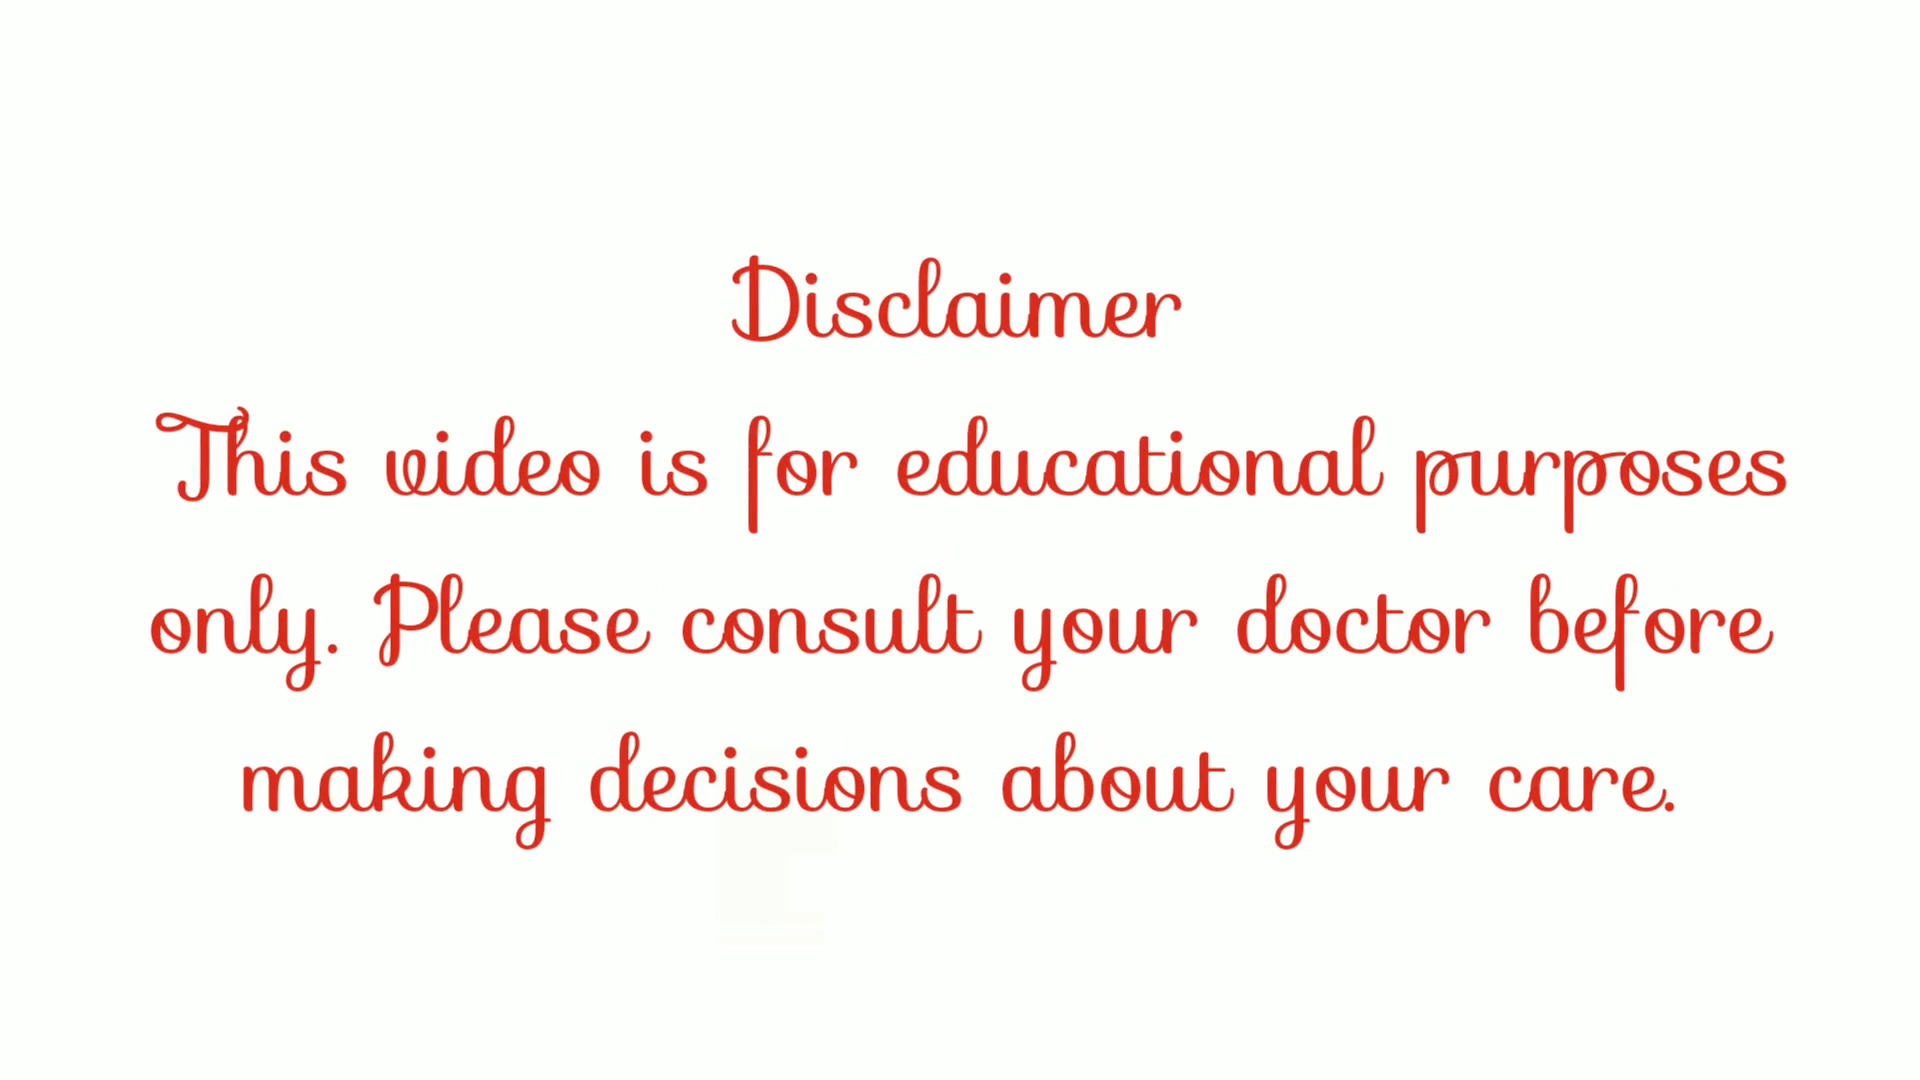 Disclaimer
This video is for educational purposes
only. Please consult your doctor before
making decisions about your care.